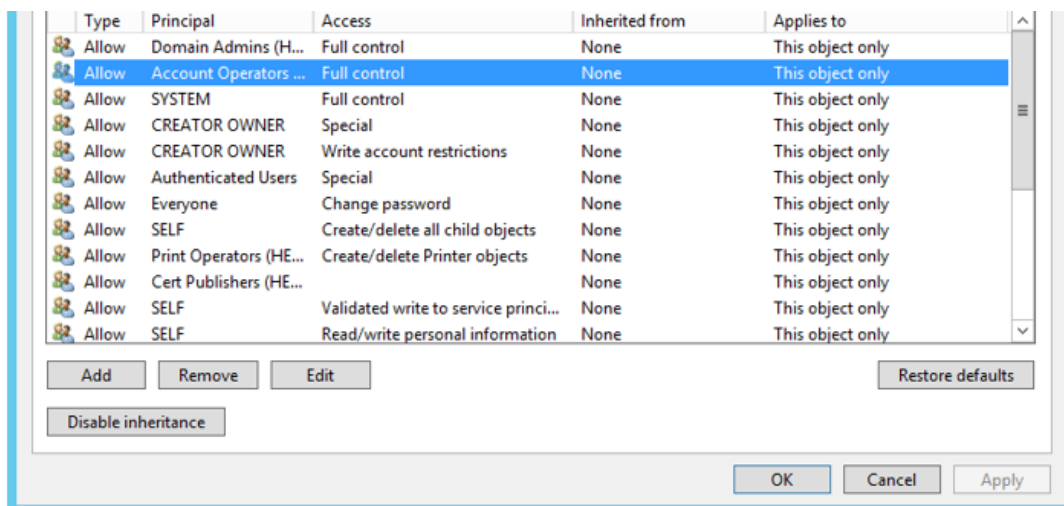 Type Principal Access Inherited from Applies to
Allow Domain Admins (H... Full control None This object only
Allow Account Operators ... Full control None This object only
Allow SYSTEM Full control None This object only
Allow CREATOR OWNER Special None This object only
Allow CREATOR OWNER Write account restrictions None This object only
Allow Authenticated Users Special None This object only
Allow Everyone Change password None This object only
Allow SELF Create/delete all child objects None This object only
Allow Print Operators (HE... Create/delete Printer objects None This object only
Allow Cert Publishers (HE... None This object only
Allow SELF Validated write to service princi... None This object only
Allow SELF Read/write personal information None This object only
Add Remove Edit Restore defaults
Disable inheritance
OK Cancel Apply